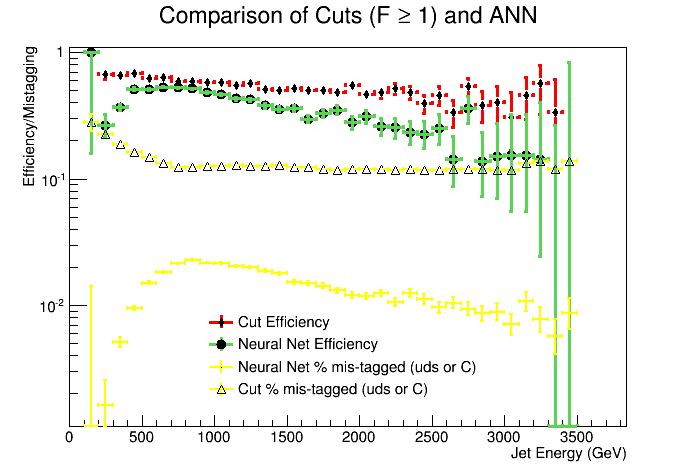 Comparison of Cuts (F ≥ 1) and ANN
Efficiency/Mistagging
1
10⁻¹
10⁻²
Cut Efficiency
Neural Net Efficiency
Neural Net % mis-tagged (uds or C)
Cut % mis-tagged (uds or C)
0 500 1000 1500 2000 2500 3000 3500
Jet Energy (GeV)